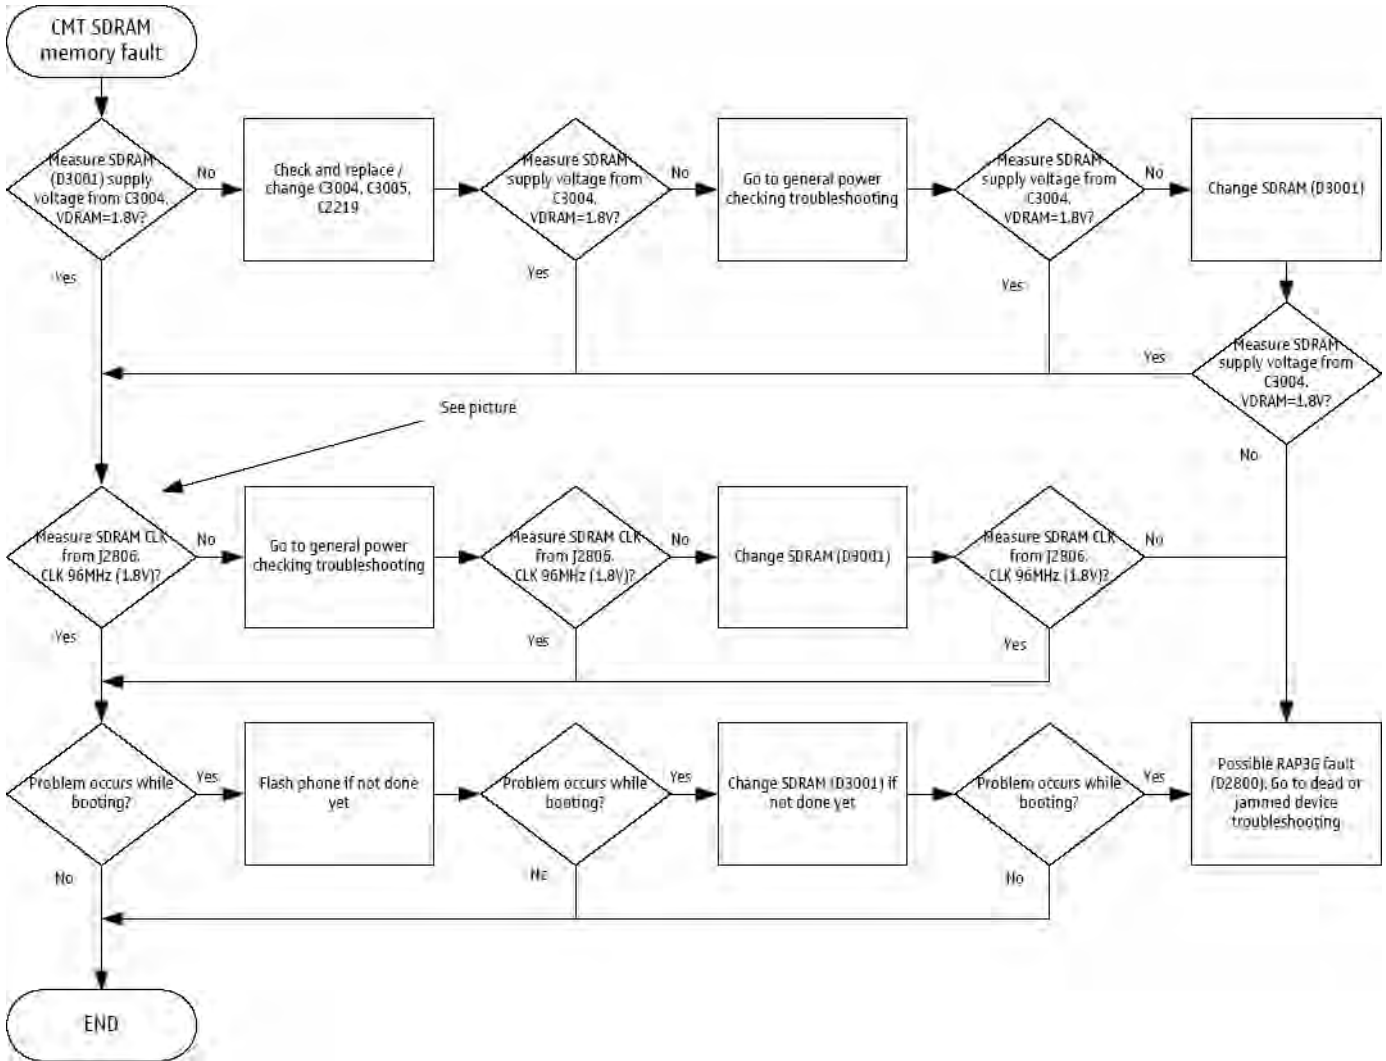 CMT SDRAM
memory fault
Measure SDRAM
(D3001) supply
voltage from C3004.
VDRAM=1.8V?
No
Check and replace /
change C3004, C3005,
C2219
Measure SDRAM
supply voltage from
C3004.
VDRAM=1.8V?
No
Go to general power
checking troubleshooting
Measure SDRAM
supply voltage from
C3004.
VDRAM=1.8V?
No
Change SDRAM (D3001)
Yes
Yes
Yes
Yes
Measure SDRAM
supply voltage from
C3004.
VDRAM=1.8V?
No
See picture
Measure SDRAM CLK
from J2806.
CLK 96MHz (1.8V)?
No
Go to general power
checking troubleshooting
Measure SDRAM CLK
from J2806.
CLK 96MHz (1.8V)?
No
Change SDRAM (D3001)
Measure SDRAM CLK
from J2806.
CLK 96MHz (1.8V)?
No
Yes
Yes
Yes
Problem occurs while
booting?
Yes
Flash phone if not done
yet
Problem occurs while
booting?
Yes
Change SDRAM (D3001) if
not done yet
Problem occurs while
booting?
Yes
Possible RAP3G fault
(D2800). Go to dead or
jammed device
troubleshooting
No
No
No
END